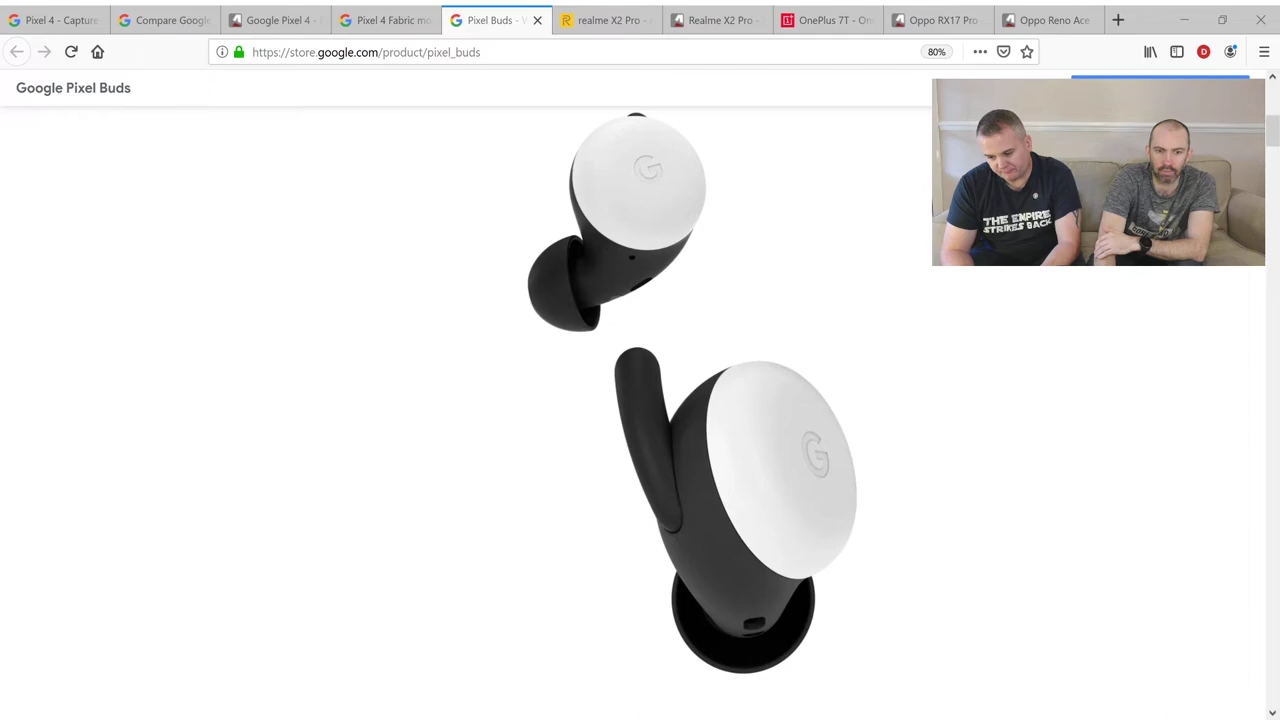 Pixel 4 - Capture
Compare Google
Google Pixel 4 -
Pixel 4 Fabric mo
Pixel Buds - W
realme X2 Pro -
Realme X2 Pro -
OnePlus 7T - On
Oppo RX17 Pro
Oppo Reno Ace
https://store.google.com/product/pixel_buds
80%
D
Google Pixel Buds
G
G
THE EMPIRE
STRIKES BACK